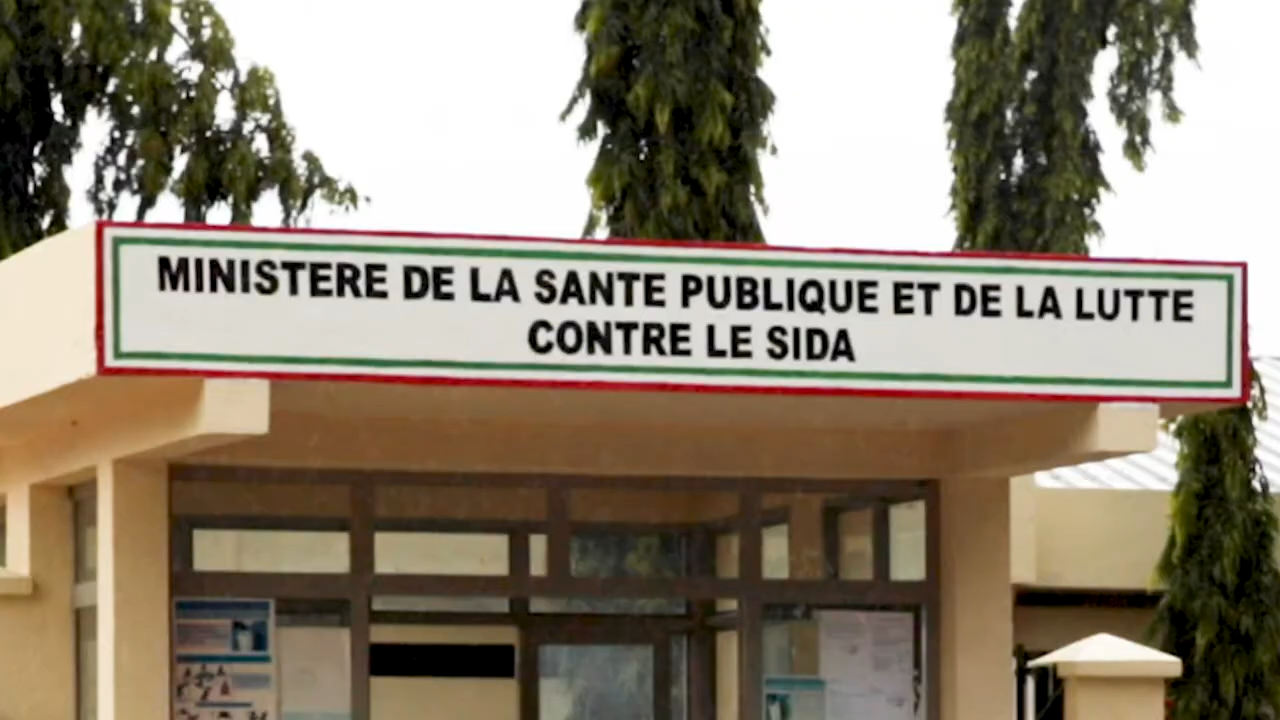 MINISTERE DE LA SANTE PUBLIQUE ET DE LA LUTTE
CONTRE LE SIDA